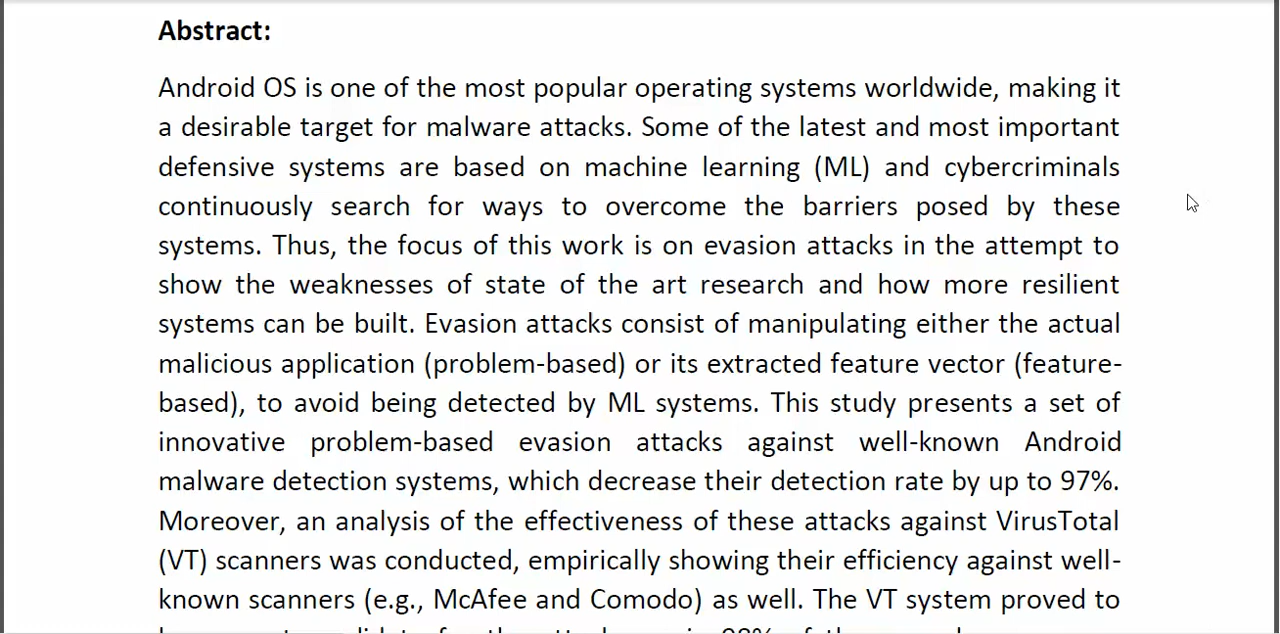 Abstract:
Android OS is one of the most popular operating systems worldwide, making it
a desirable target for malware attacks. Some of the latest and most important
defensive systems are based on machine learning (ML) and cybercriminals
continuously search for ways to overcome the barriers posed by these
systems. Thus, the focus of this work is on evasion attacks in the attempt to
show the weaknesses of state of the art research and how more resilient
systems can be built. Evasion attacks consist of manipulating either the actual
malicious application (problem-based) or its extracted feature vector (feature-
based), to avoid being detected by ML systems. This study presents a set of
innovative problem-based evasion attacks against well-known Android
malware detection systems, which decrease their detection rate by up to 97%.
Moreover, an analysis of the effectiveness of these attacks against VirusTotal
(VT) scanners was conducted, empirically showing their efficiency against well-
known scanners (e.g., McAfee and Comodo) as well. The VT system proved to